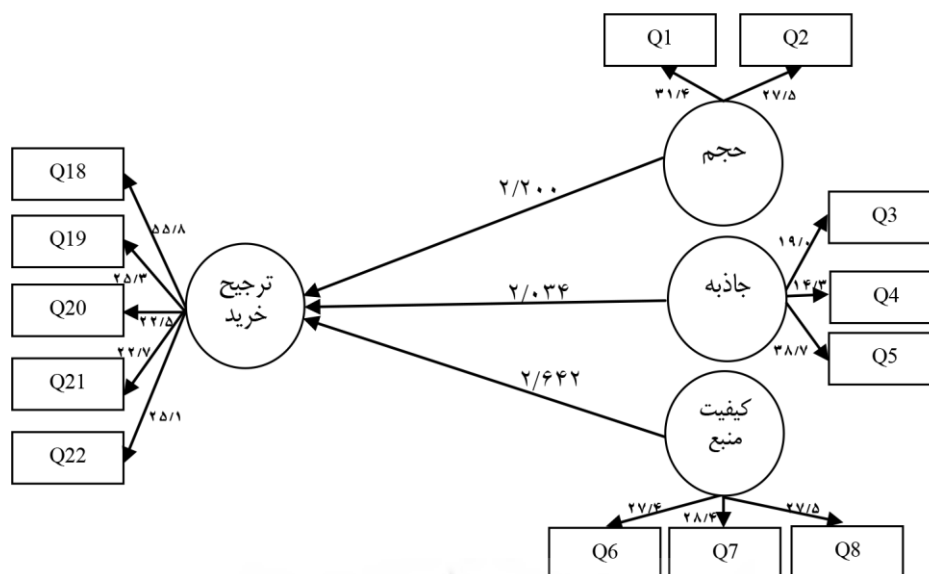 Q1
Q2
۳۱/۴
۲۷/۵
حجم
۲/۲۰۰
Q3
Q4
Q5
۱۹/۰
۱۴/۳
۳۸/۷
جاذبه
۲/۰۳۴
Q18
Q19
Q20
Q21
Q22
۵۵/۸
۲۵/۳
۲۲/۵
۲۲/۷
۲۵/۱
ترجیح
خرید
۲/۶۴۲
کیفیت
منبع
۲۷/۴
۲۸/۴
۲۷/۵
Q6
Q7
Q8